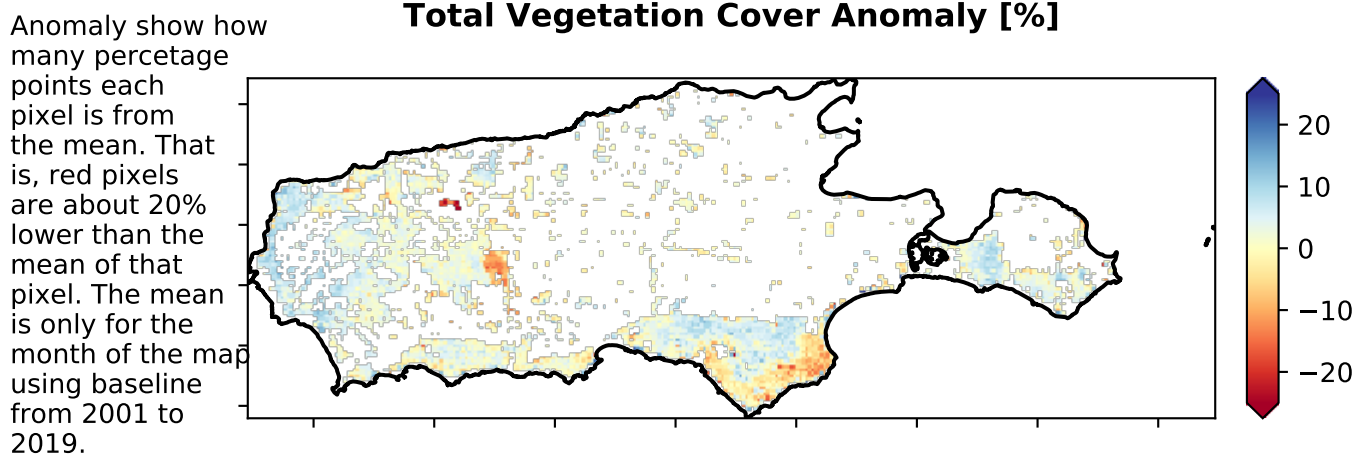 Total Vegetation Cover Anomaly [%]
Anomaly show how
many percetage
points each
pixel is from
the mean. That
is, red pixels
are about 20%
lower than the
mean of that
pixel. The mean
is only for the
month of the map
using baseline
from 2001 to
2019.
20
10
0
−10
−20